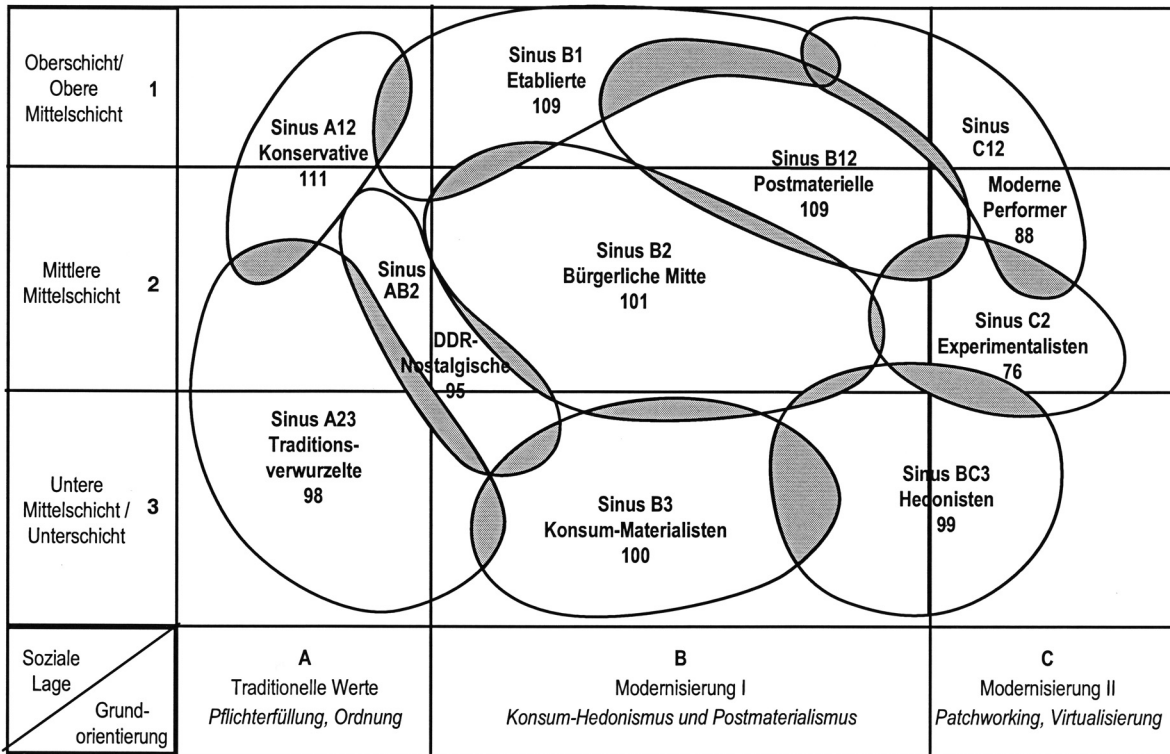 Oberschicht/
Obere
Mittelschicht
1
Sinus A12
Konservative
111
Sinus B1
Etablierte
109
Sinus B12
Postmaterielle
109
Sinus
C12
Moderne
Performer
88
Mittlere
Mittelschicht
2
Sinus
AB2
DDR-
Nostalgische
95
Sinus B2
Bürgerliche Mitte
101
Sinus C2
Experimentalisten
76
Untere
Mittelschicht /
Unterschicht
3
Sinus A23
Traditions-
verwurzelte
98
Sinus B3
Konsum-Materialisten
100
Sinus BC3
Hedonisten
99
Soziale
Lage
Grund-
orientierung
A
Traditionelle Werte
Pflichterfüllung, Ordnung
B
Modernisierung I
Konsum-Hedonismus und Postmaterialismus
C
Modernisierung II
Patchworking, Virtualisierung